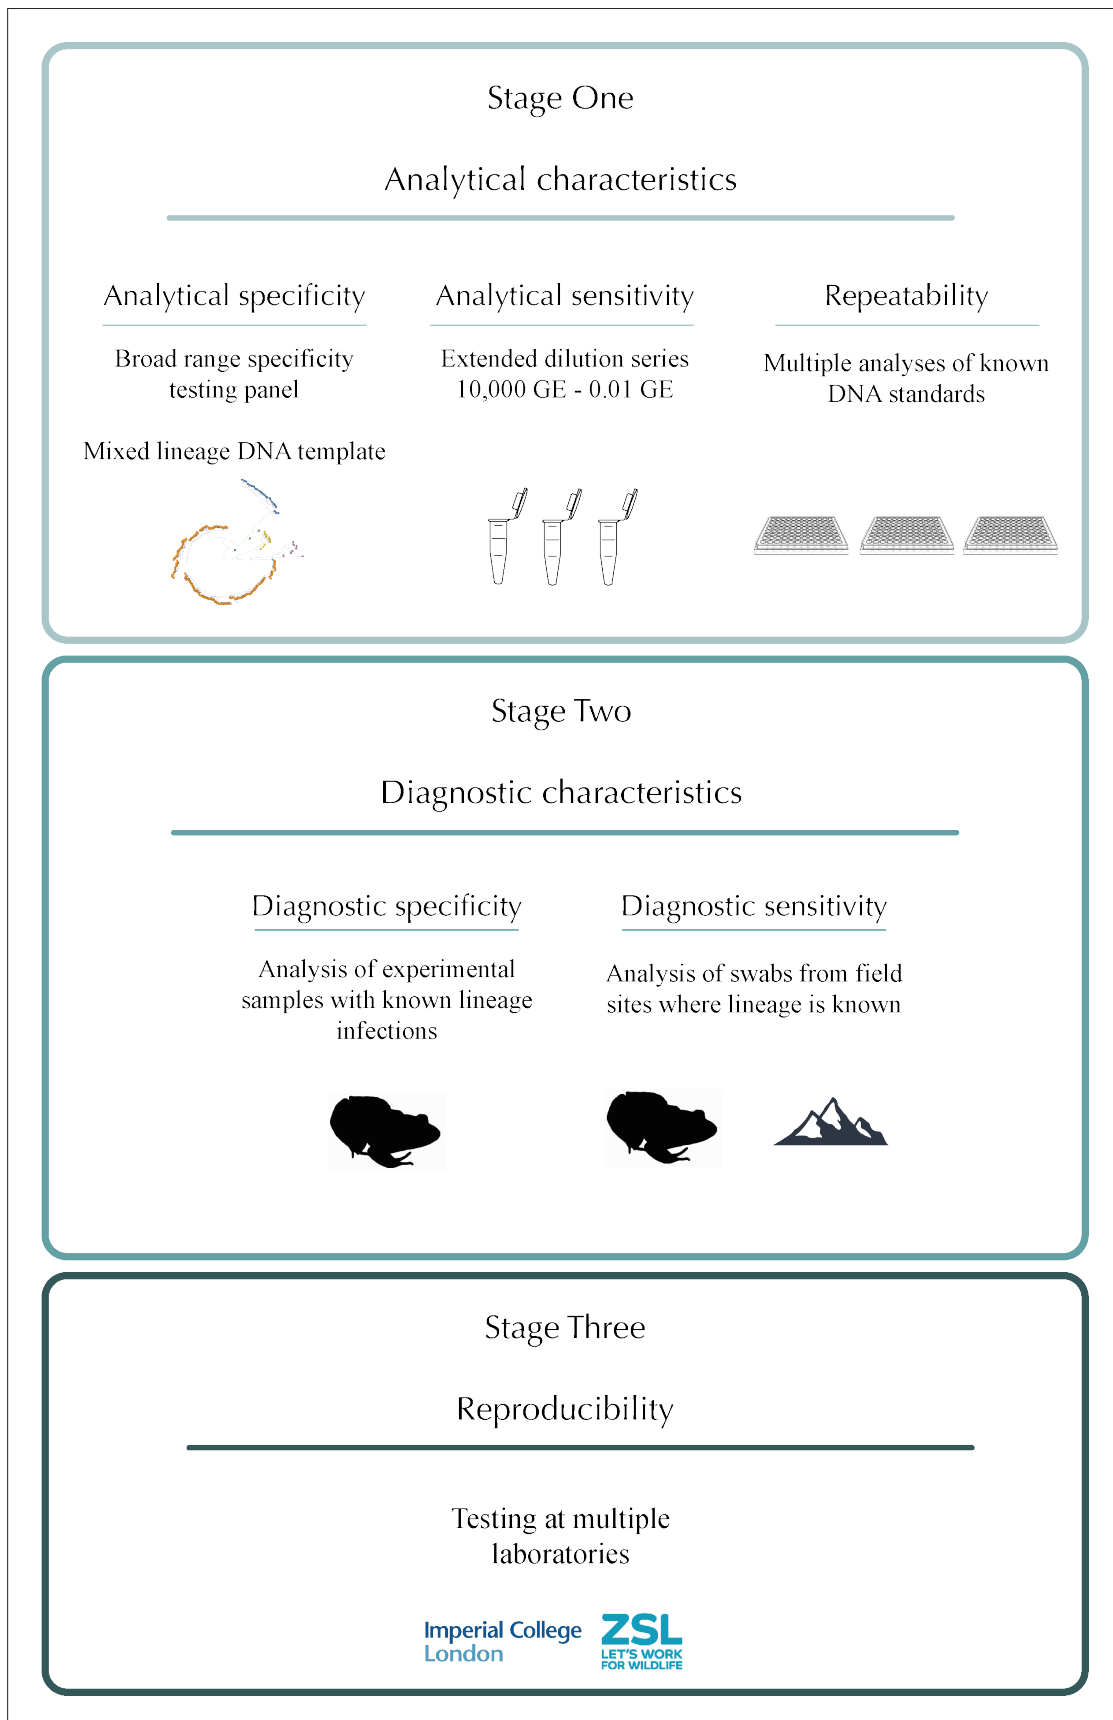 Stage One
Analytical characteristics
Analytical specificity
Broad range specificity
testing panel
Mixed lineage DNA template
Analytical sensitivity
Extended dilution series
10,000 GE - 0.01 GE
Repeatability
Multiple analyses of known
DNA standards
Stage Two
Diagnostic characteristics
Diagnostic specificity
Analysis of experimental
samples with known lineage
infections
Diagnostic sensitivity
Analysis of swabs from field
sites where lineage is known
Stage Three
Reproducibility
Testing at multiple
laboratories
Imperial College
London
ZSL
LET'S WORK
FOR WILDLIFE